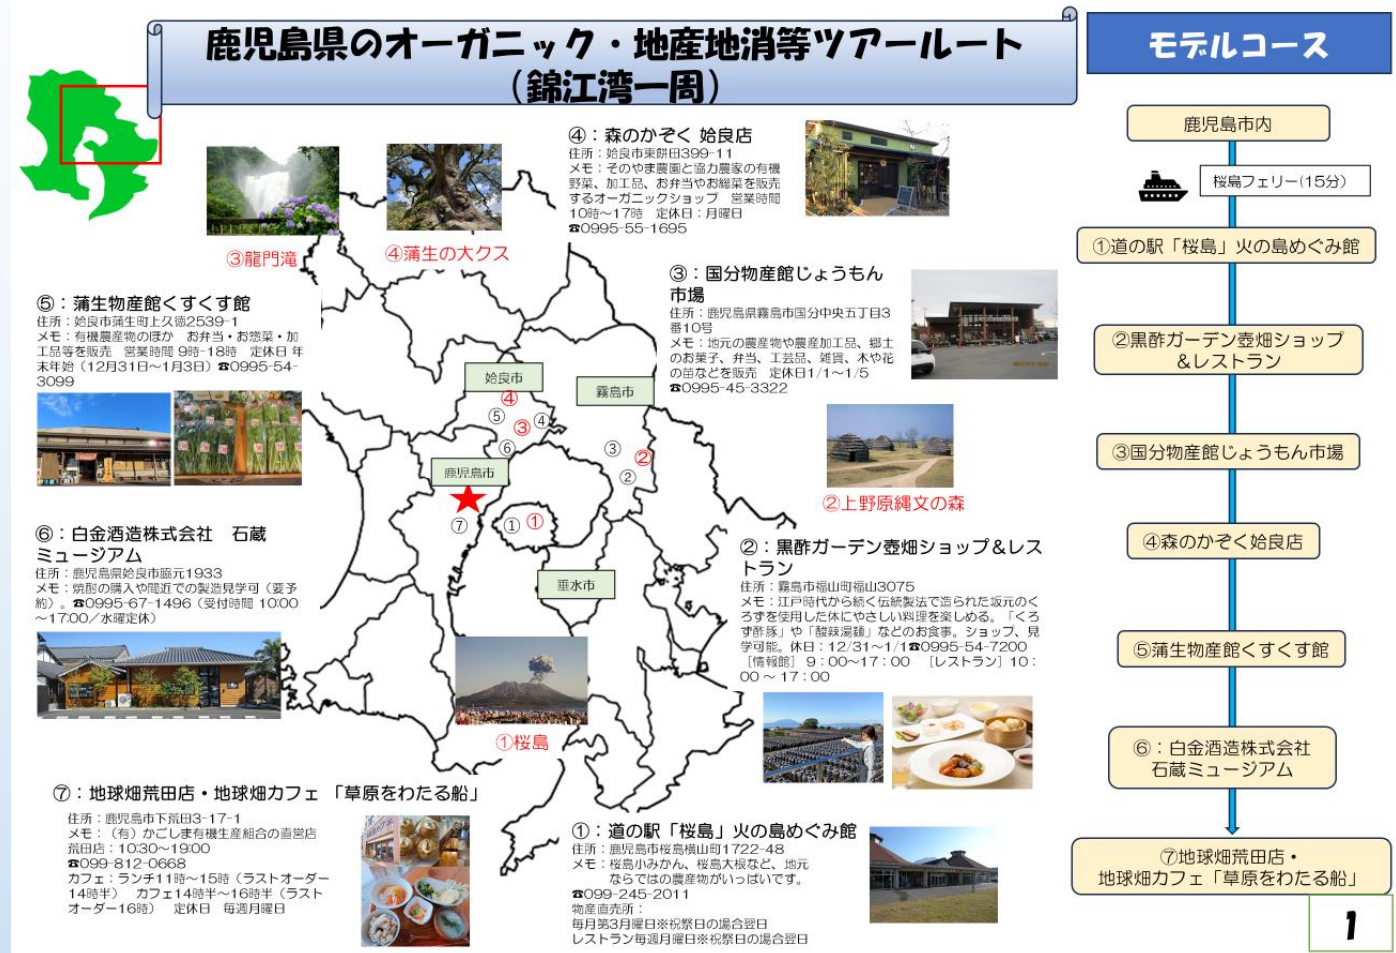 鹿児島県のオーガニック・地産地消等ツアールート
（錦江湾一周）
モデルコース
鹿児島市内
桜島フェリー(15分)
①道の駅「桜島」火の島めぐみ館
②黒酢ガーデン壺畑ショップ
＆レストラン
③国分物産館じょうもん市場
④森のかぞく姶良店
⑤蒲生物産館くすくす館
⑥：白金酒造株式会社
石蔵ミュージアム
⑦地球畑荒田店・
地球畑カフェ「草原をわたる船」
1
③龍門滝
④蒲生の大クス
④：森のかぞく 姶良店
住所：姶良市東餅田399-11
メモ：そのやま農園と協力農家の有機
野菜、加工品、お弁当やお総菜を販売
するオーガニックショップ　営業時間
10時～17時　定休日：月曜日
☎0995-55-1695
③：国分物産館じょうもん
市場
住所：鹿児島県霧島市国分中央五丁目3
番10号
メモ：地元の農産物や農産加工品、郷土
のお菓子、弁当、工芸品、雑貨、木や花
の苗などを販売　定休日1/1～1/5
☎0995-45-3322
⑤：蒲生物産館くすくす館
住所：姶良市蒲生町上久徳2539-1
メモ：有機農産物のほか　お弁当・お惣菜・加
工品等を販売　営業時間 9時-18時　定休日 年
末年始（12月31日～1月3日）☎0995-54-
3099
姶良市
霧島市
鹿児島市
垂水市
④
⑤
③
④
⑥
③
②
②
⑦
①
①
②上野原縄文の森
⑥：白金酒造株式会社　石蔵
ミュージアム
住所：鹿児島県姶良市脇元1933
メモ：焼酎の購入や間近での製造見学可（要予
約）。☎0995-67-1496（受付時間 10:00
～17:00／水曜定休）
②：黒酢ガーデン壺畑ショップ＆レス
トラン
住所：霧島市福山町福山3075
メモ：江戸時代から続く伝統製法で造られた坂元のく
ろずを使用した体にやさしい料理を楽しめる。「くろ
ず酢豚」や「酸辣湯麺」などのお食事。ショップ、見
学可能。休日：12/31～1/1☎0995-54-7200
［情報館］９：00～17：00　［レストラン］10：
00 ～ 17：00
①桜島
⑦：地球畑荒田店・地球畑カフェ 「草原をわたる船」
住所：鹿児島市下荒田3-17-1
メモ：（有）かごしま有機生産組合の直営店
荒田店：10:30～19:00
☎099-812-0668
カフェ：ランチ11時～15時（ラストオーダー
14時半）　カフェ14時半～16時半（ラスト
オーダー16時）　定休日　毎週月曜日
①：道の駅「桜島」火の島めぐみ館
住所：鹿児島市桜島横山町1722-48
メモ：桜島小みかん、桜島大根など、地元
ならではの農産物がいっぱいです。
☎099-245-2011
物産直売所：
毎月第3月曜日※祝祭日の場合翌日
レストラン毎週月曜日※祝祭日の場合翌日